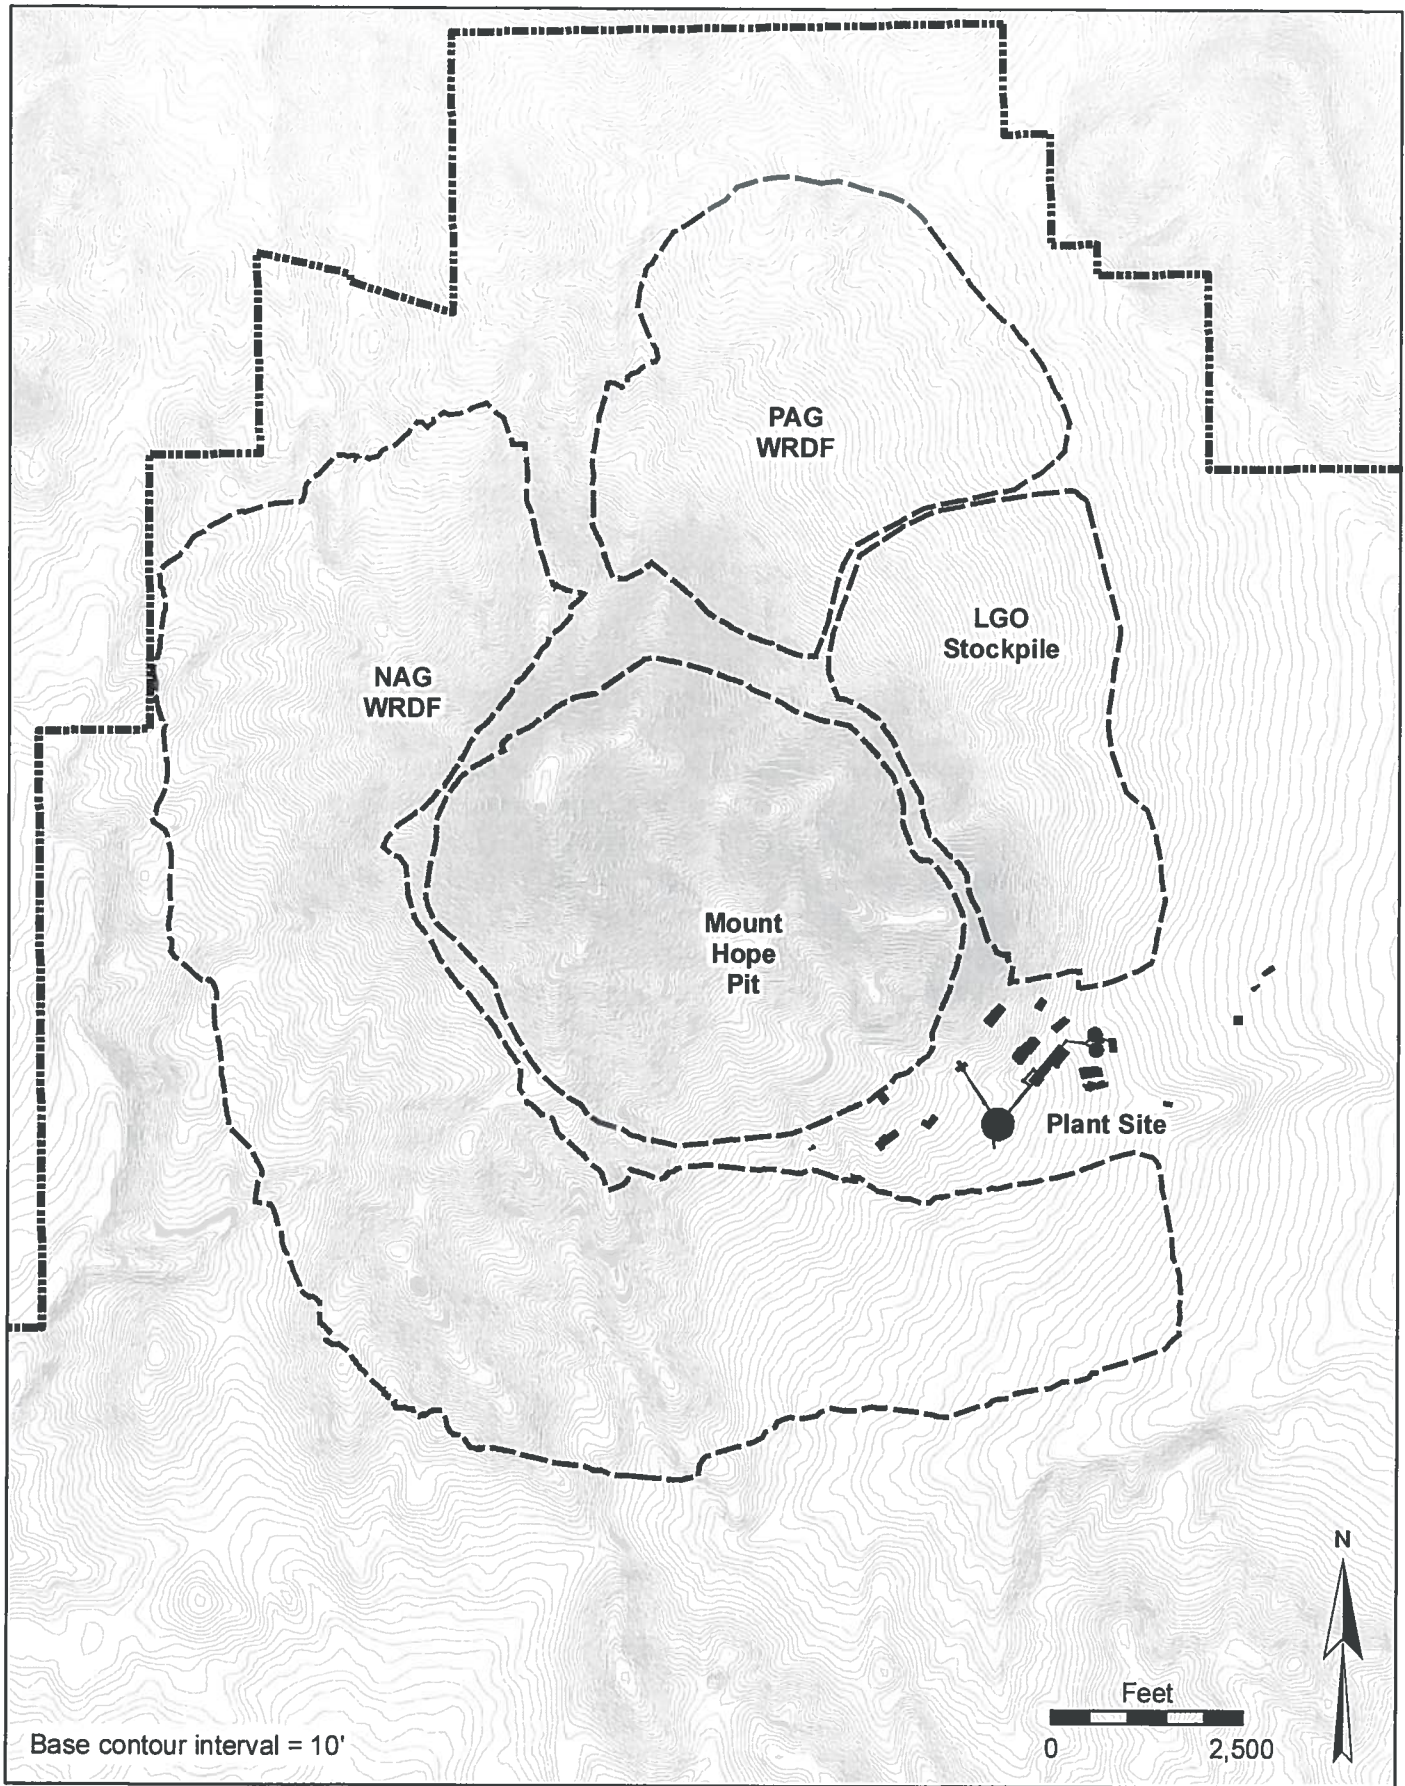 PAG
WRDF
LGO
Stockpile
NAG
WRDF
Mount
Hope
Pit
Plant Site
N
Feet
0 2,500
Base contour interval = 10'